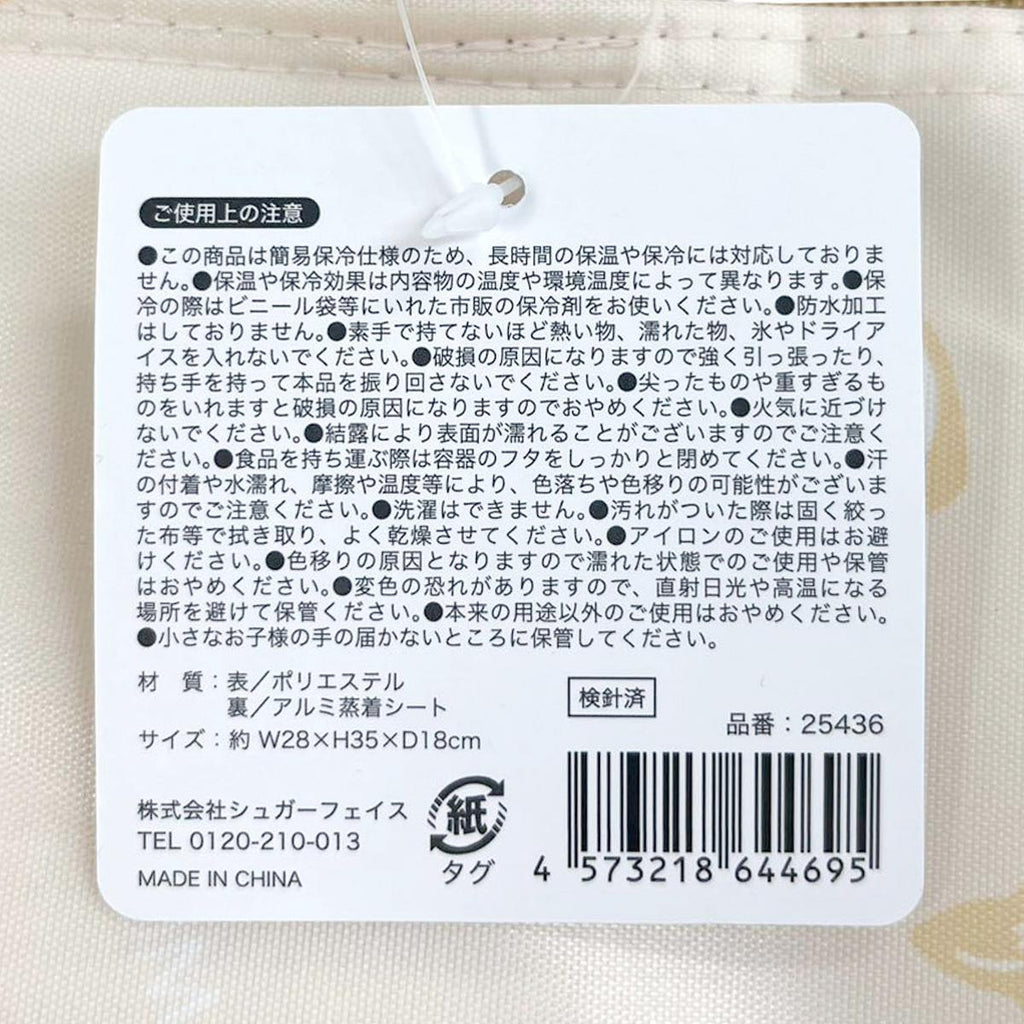 ご使用上の注意
●この商品は簡易保冷仕様のため、長時間の保温や保冷には対応しておりま
せん。●保温や保冷効果は内容物の温度や環境温度によって異なります。●保
冷の際はビニール袋等にいれた市販の保冷剤をお使いください。●防水加工
はしておりません。●素手で持てないほど熱い物、濡れた物、氷やドライア
イスを入れないでください。●破損の原因になりますので強く引っ張ったり、
持ち手を持って本品を振り回さないでください。●尖ったものや重すぎるも
のをいれますと破損の原因になりますのでおやめください。●火気に近づけ
ないでください。●結露により表面が濡れることがございますのでご注意く
ださい。●食品を持ち運ぶ際は容器のフタをしっかりと閉めてください。●汗
の付着や水濡れ、摩擦や温度等により、色落ちや色移りの可能性がございま
すのでご注意ください。●洗濯はできません。●汚れがついた際は固く絞っ
た布等で拭き取り、よく乾燥させてください。●アイロンのご使用はお避
けください。●色移りの原因となりますので濡れた状態でのご使用や保管
はおやめください。●変色の恐れがありますので、直射日光や高温になる
場所を避けて保管ください。●本来の用途以外のご使用はおやめください。
●小さなお子様の手の届かないところに保管してください。
材　質：表／ポリエステル
裏／アルミ蒸着シート
サイズ：約 W28×H35×D18cm
検針済
品番：25436
株式会社シュガーフェイス
TEL 0120-210-013
MADE IN CHINA
紙
タグ
4 573218 644695